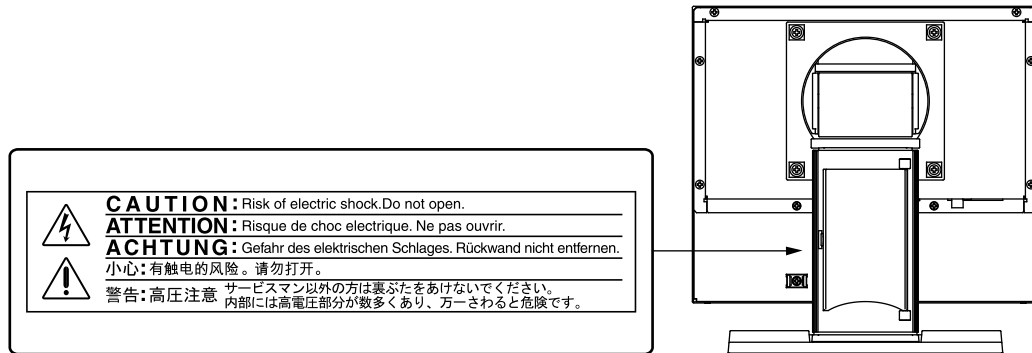 CAUTION: Risk of electric shock.Do not open.
ATTENTION: Risque de choc electrique. Ne pas ouvrir.
ACHTUNG: Gefahr des elektrischen Schlages. Rückwand nicht entfernen.
小心: 有触电的风险。请勿打开。
警告: 高圧注意 サービスマン以外の方は裏ぶたをあけないでください。
内部には高電圧部分が数多くあり、万一さわると危険です。